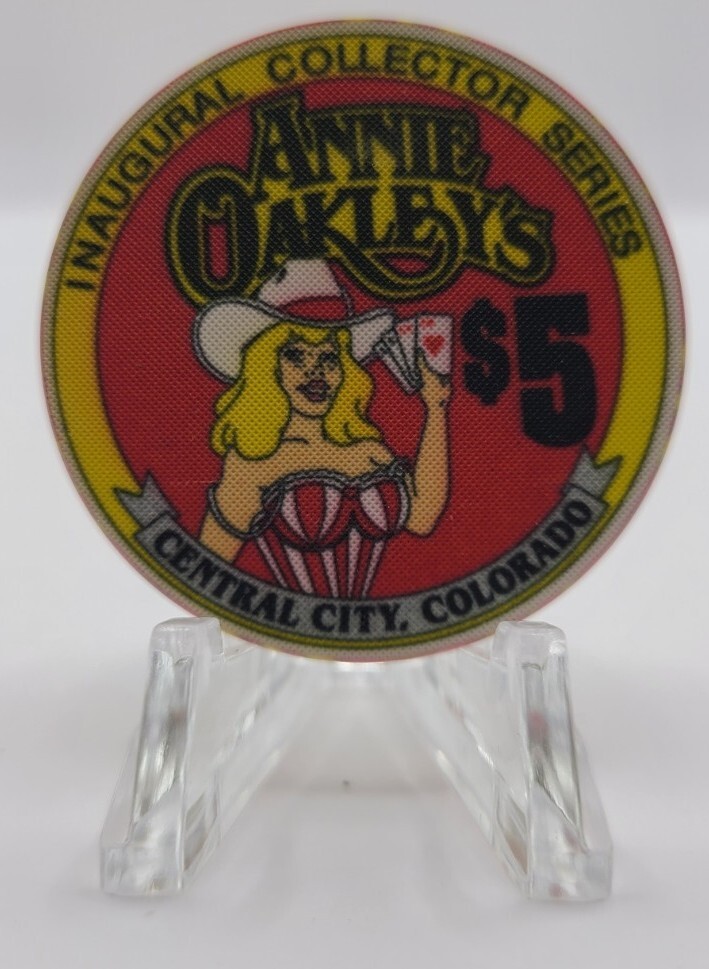 INAUGURAL COLLECTOR SERIES
ANNIE
OAKLEY'S
$5
CENTRAL CITY, COLORADO